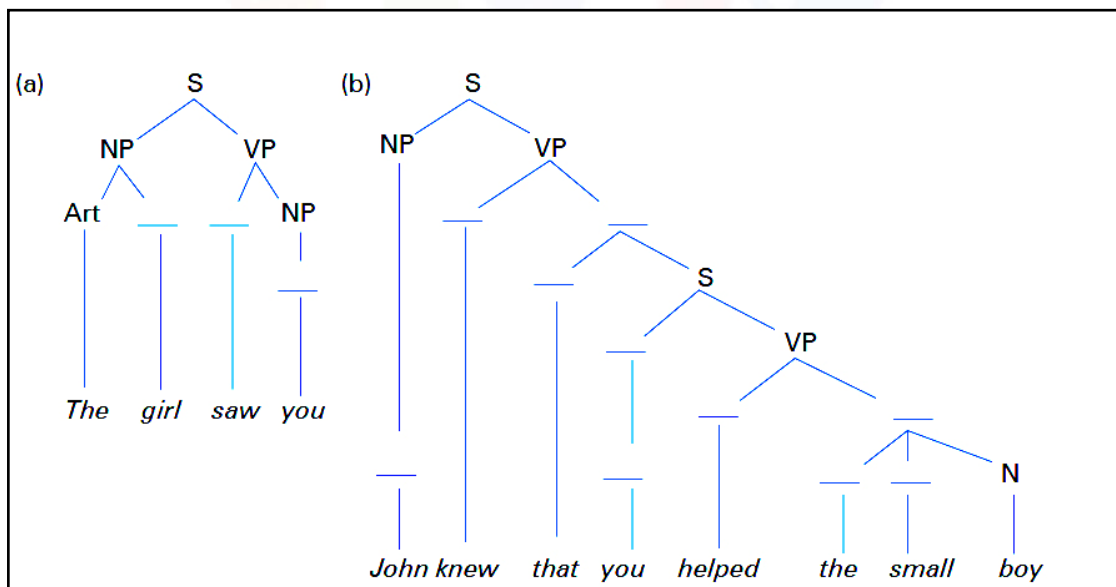 (a) S (b) S
NP VP NP VP
Art NP
S
VP
The girl saw you
N
John knew that you helped the small boy